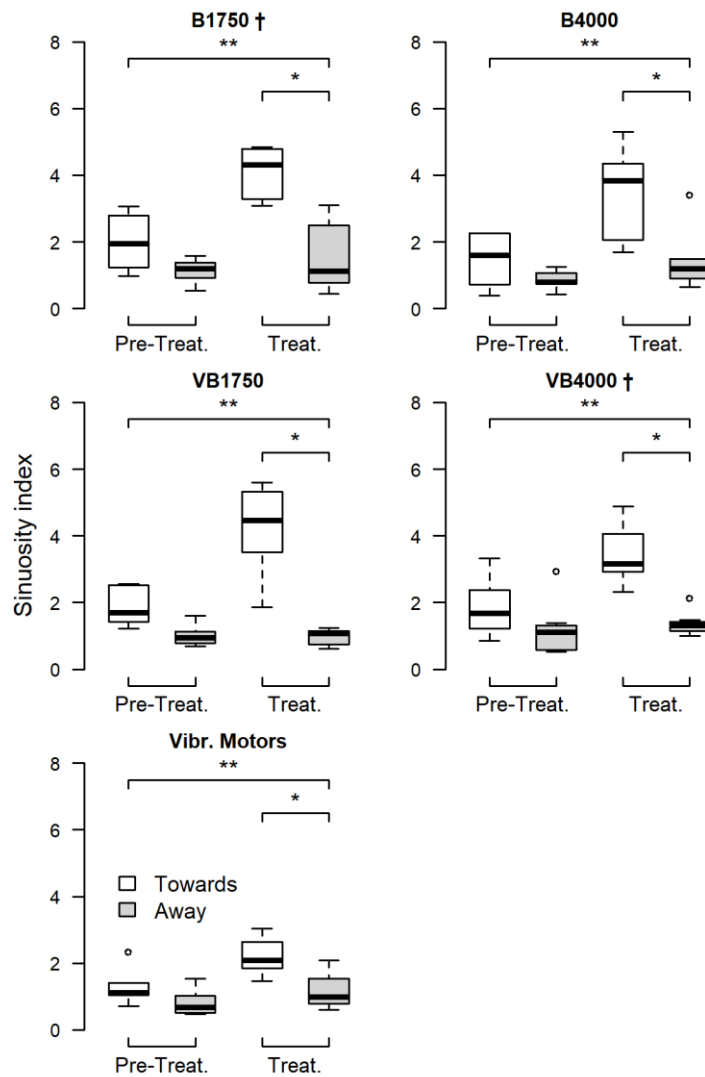 B1750 †
**
*
8
6
4
2
0
Pre-Treat. Treat.
B4000
**
*
8
6
4
2
0
Pre-Treat. Treat.
Sinuosity index
VB1750
**
*
8
6
4
2
0
Pre-Treat. Treat.
VB4000 †
**
*
8
6
4
2
0
Pre-Treat. Treat.
Vibr. Motors
**
*
8
6
4
2
0
Towards
Away
Pre-Treat. Treat.